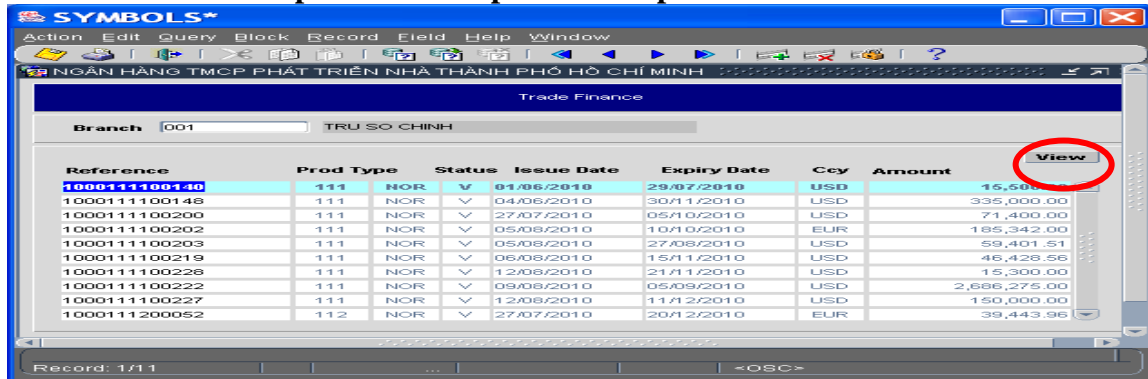 SYMBOLS*
Action Edit Query Block Record Field Help Window
NGÂN HÀNG TMCP PHÁT TRIỂN NHÀ THÀNH PHỐ HỒ CHÍ MINH
Trade Finance
Branch 001 TRU SO CHINH
View
Reference Prod Type Status Issue Date Expiry Date Ccy Amount
1000111100140 111 NOR V 01/06/2010 29/07/2010 USD
1000111100148 111 NOR V 04/06/2010 30/11/2010 USD 335,000.00
1000111100200 111 NOR V 27/07/2010 05/10/2010 USD 71,400.00
1000111100202 111 NOR V 05/08/2010 10/10/2010 EUR 185,342.00
1000111100203 111 NOR V 05/08/2010 27/08/2010 USD 59,401.51
1000111100219 111 NOR V 06/08/2010 15/11/2010 USD 46,428.56
1000111100228 111 NOR V 12/08/2010 21/11/2010 USD 15,300.00
1000111100222 111 NOR V 09/08/2010 05/09/2010 USD 2,686,275.00
1000111100227 111 NOR V 12/08/2010 11/12/2010 USD 150,000.00
1000111200052 112 NOR V 27/07/2010 20/12/2010 EUR 39,443.96
Record: 1/11 ... <OSC>